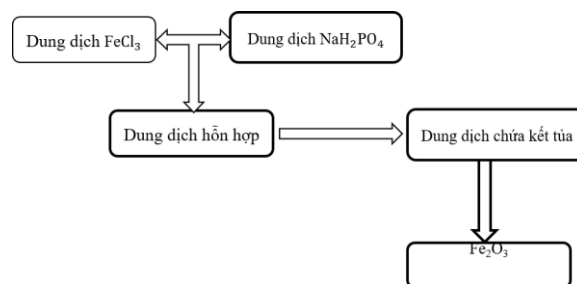 Dung dịch FeCl₃
Dung dịch NaH₂PO₄
Dung dịch hỗn hợp
Dung dịch chứa kết tủa
Fe₂O₃